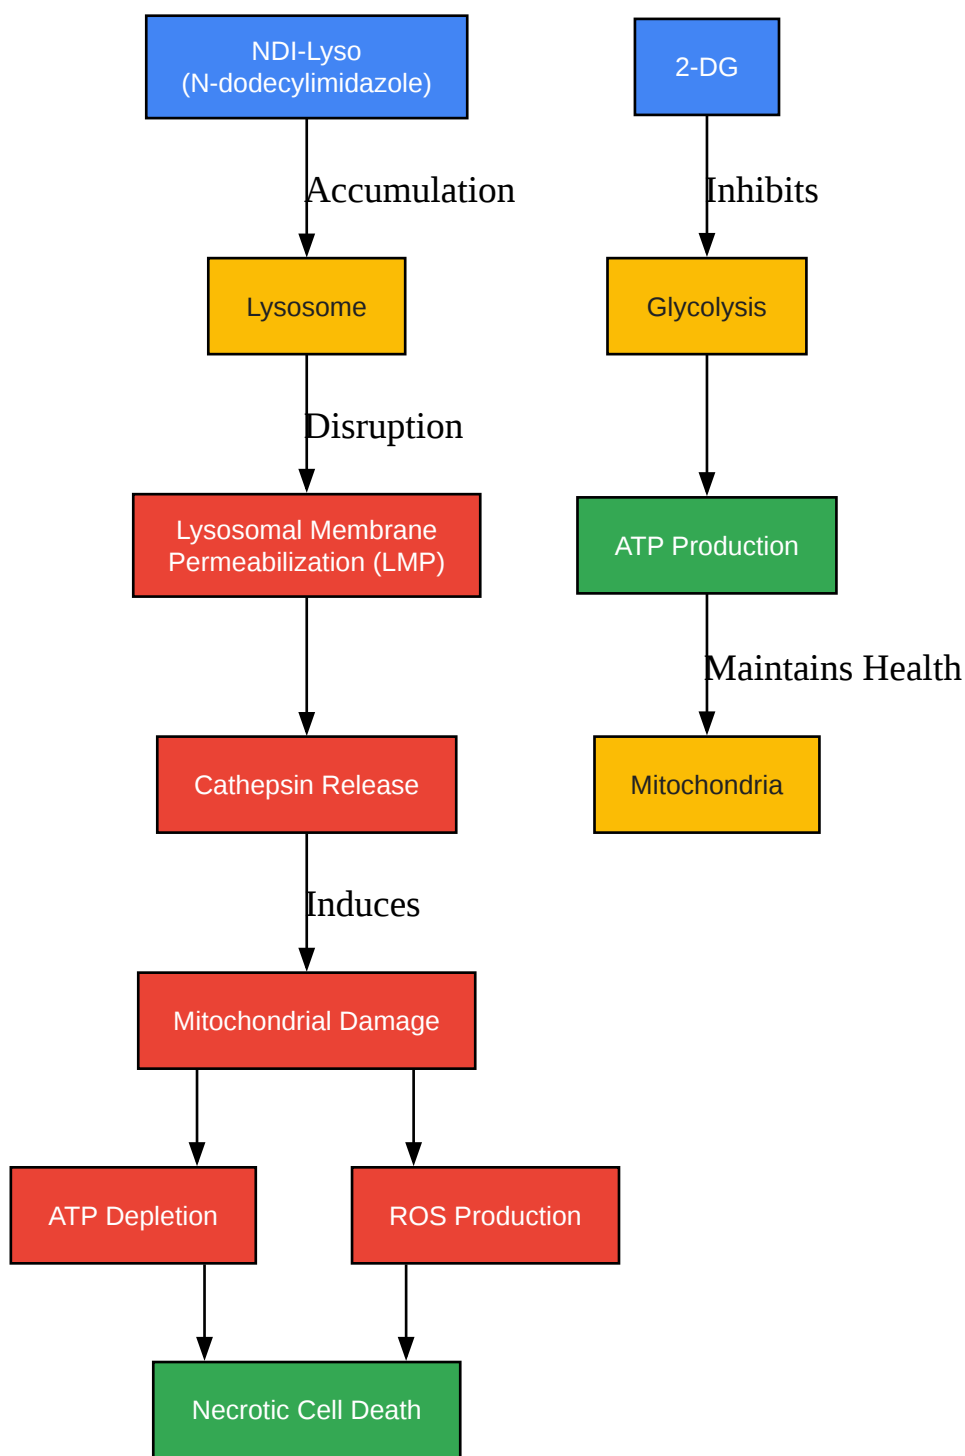 NDI-Lyso
(N-dodecylimidazole)
Accumulation
Lysosome
Disruption
Lysosomal Membrane
Permeabilization (LMP)
Cathepsin Release
Induces
Mitochondrial Damage
ATP Depletion
ROS Production
Necrotic Cell Death
2-DG
Inhibits
Glycolysis
ATP Production
Maintains Health
Mitochondria